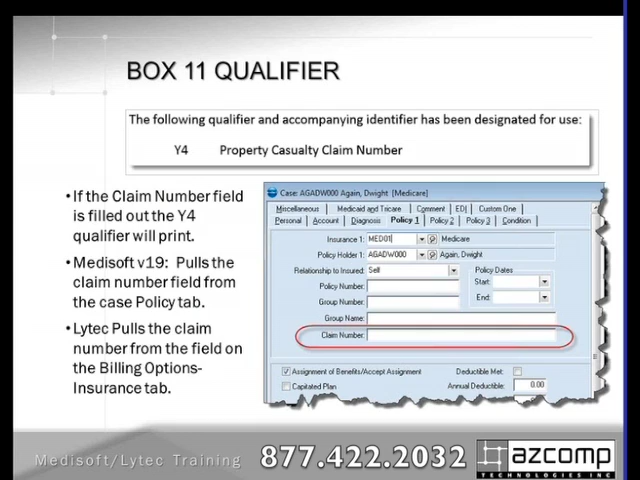 BOX 11 QUALIFIER
The following qualifier and accompanying identifier has been designated for use:
Y4 Property Casualty Claim Number
• If the Claim Number field
is filled out the Y4
qualifier will print.
• Medisoft v19: Pulls the
claim number field from
the case Policy tab.
• Lytec Pulls the claim
number from the field on
the Billing Options-
Insurance tab.
Case: AGADW000 Again, Dwight [Medicare]
Miscellaneous Medicaid and Tricare Comment EDI Custom One
Personal Account Diagnosis Policy 1 Policy 2 Policy 3 Condition
Insurance 1: MED01 Medicare
Policy Holder 1: AGADW000 Again, Dwight
Relationship to Insured: Self Policy Dates
Policy Number: Start:
Group Number: End:
Group Name:
Claim Number:
Assignment of Benefits/Accept Assignment Deductible Met:
Capitated Plan Annual Deductible: 0.00
Medisoft/Lytec Training 877.422.2032 azcomp
TECHNOLOGIES INC